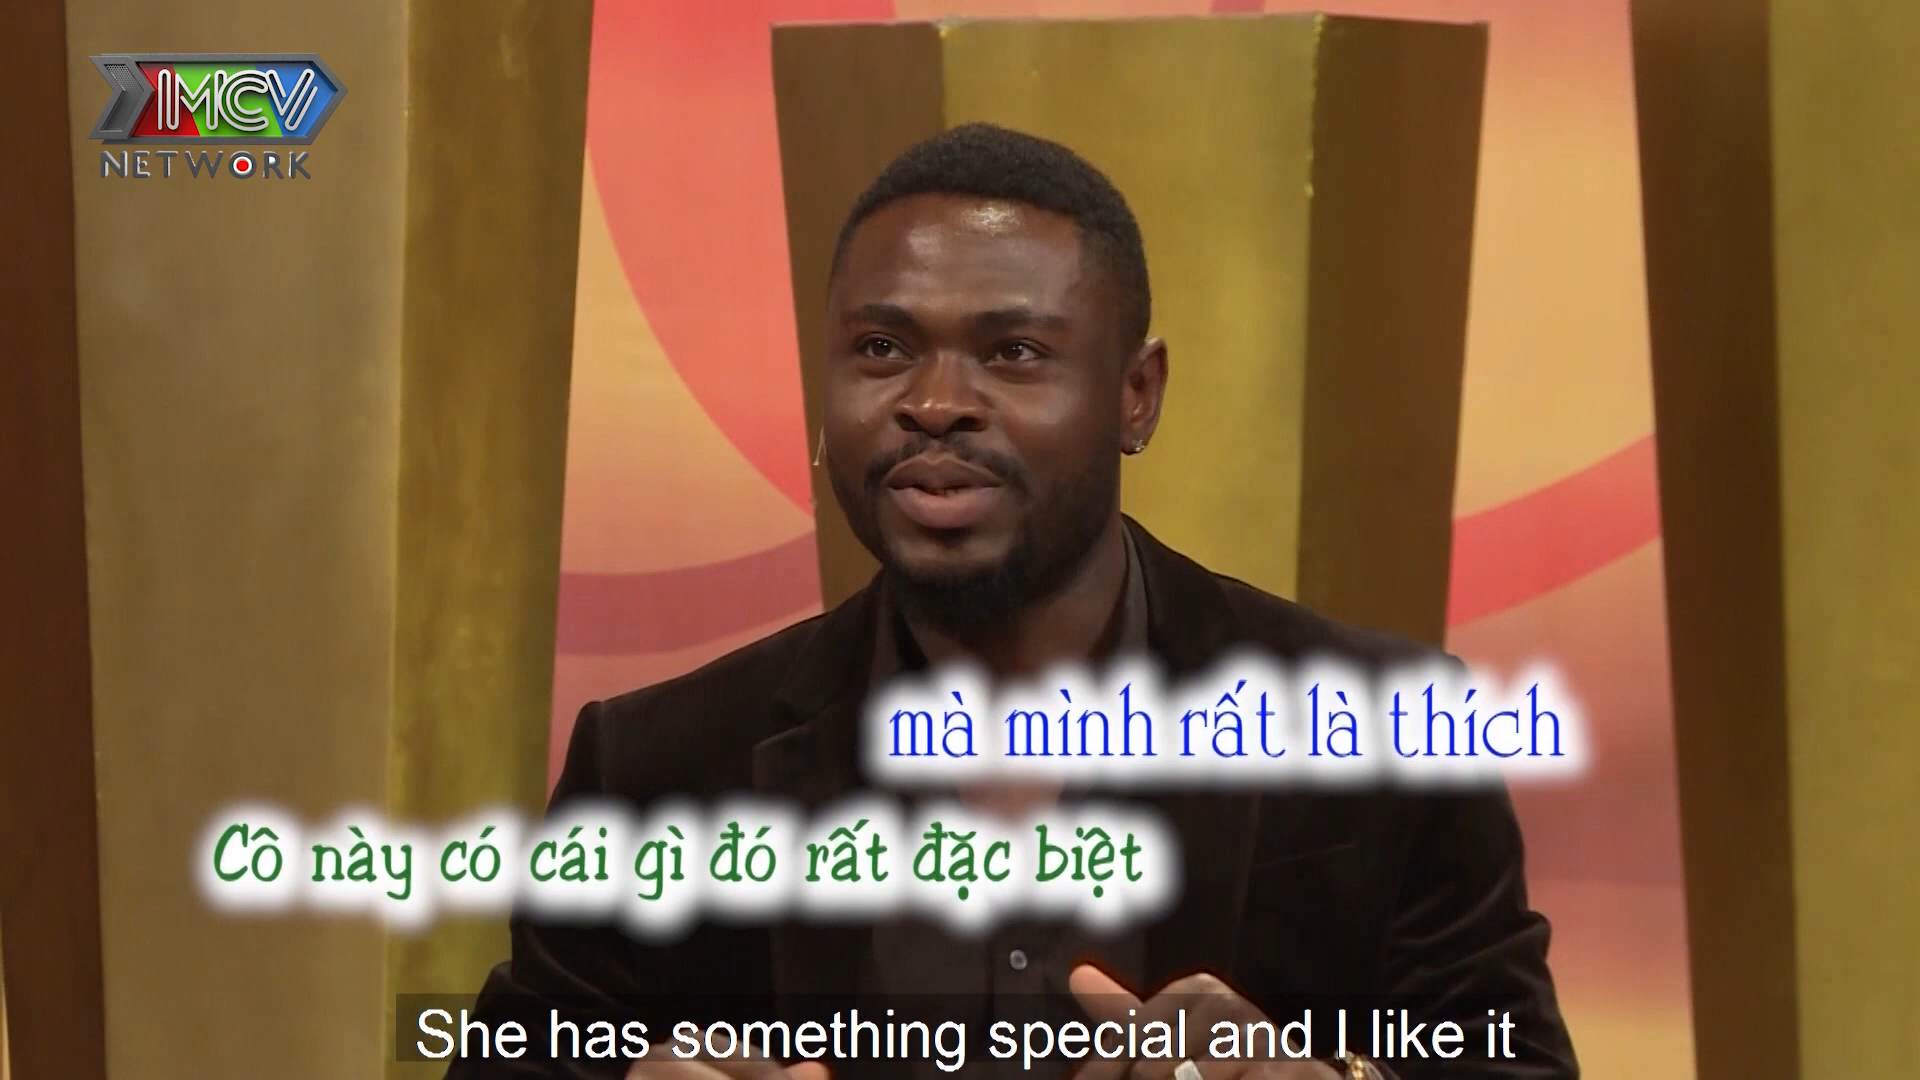 MCV
NETWORK
mà mình rất là thích
Cô này có cái gì đó rất đặc biệt
She has something special and I like it